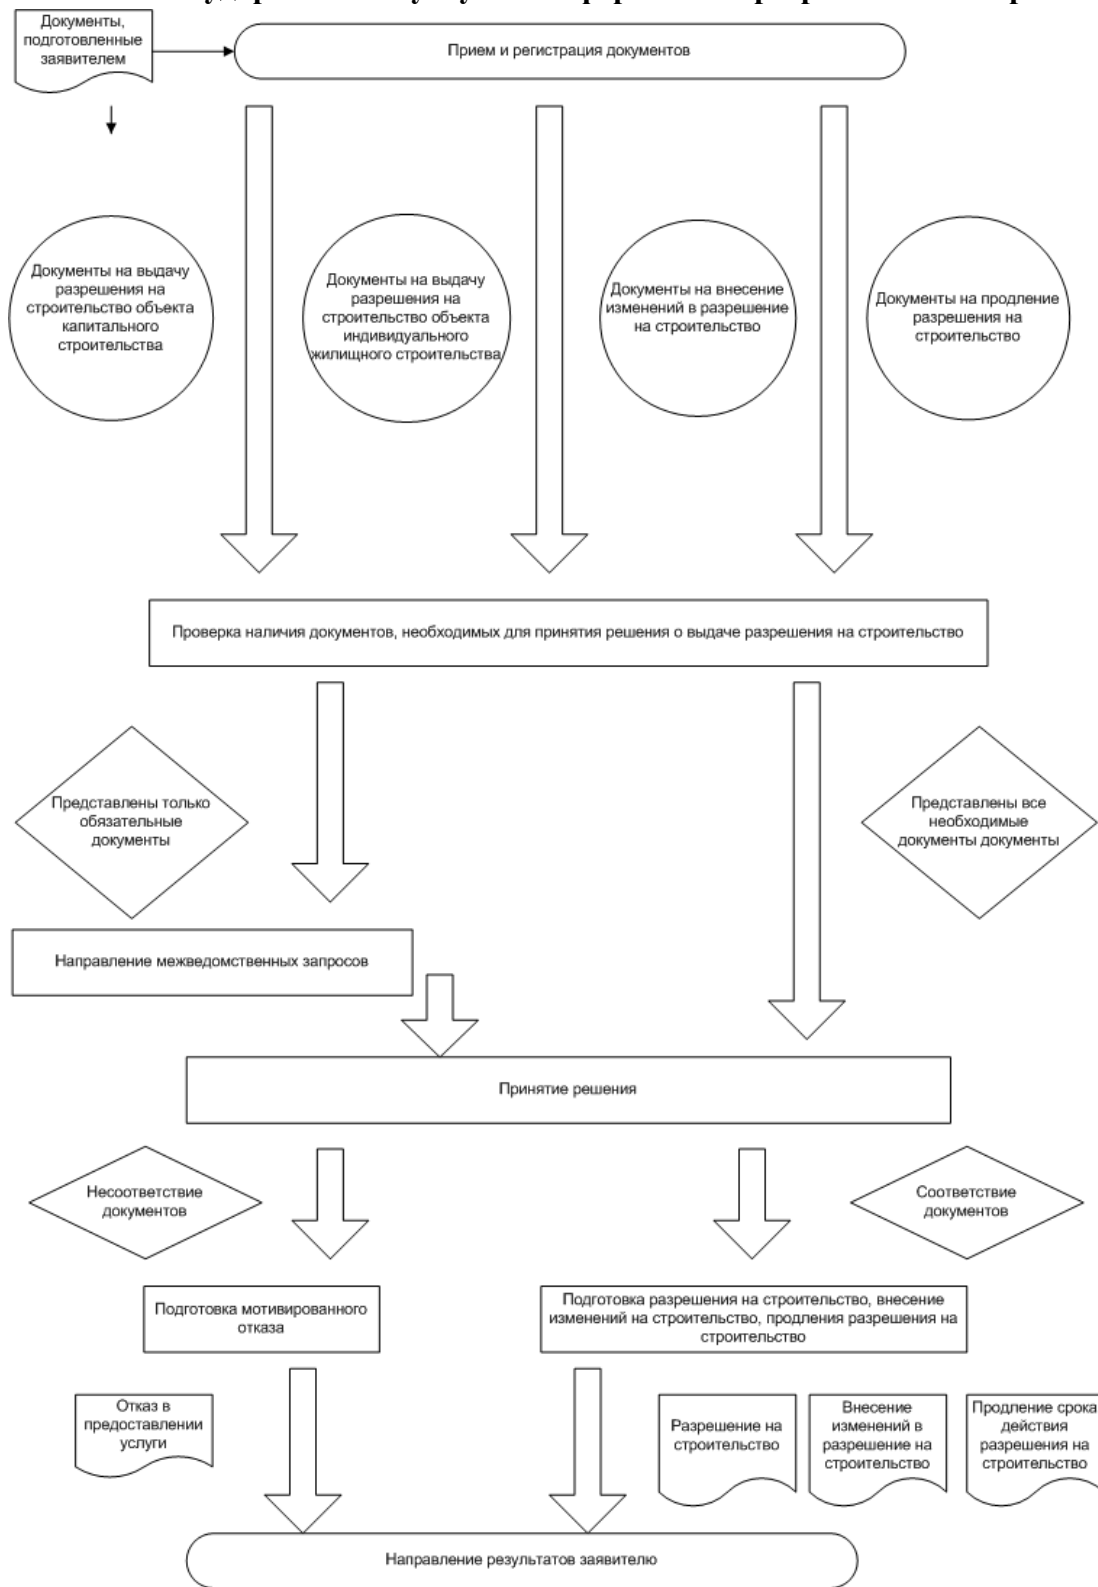 Документы,
подготовленные
заявителем
Прием и регистрация документов
Документы на выдачу
разрешения на
строительство объекта
капитального
строительства
Документы на выдачу
разрешения на
строительство объекта
индивидуального
жилищного строительства
Документы на внесение
изменений в разрешение
на строительство
Документы на продление
разрешения на
строительство
Проверка наличия документов, необходимых для принятия решения о выдаче разрешения на строительство
Представлены только
обязательные
документы
Представлены все
необходимые
документы документы
Направление межведомственных запросов
Принятие решения
Несоответствие
документов
Соответствие
документов
Подготовка мотивированного
отказа
Подготовка разрешения на строительство, внесение
изменений на строительство, продления разрешения на
строительство
Отказ в
предоставлении
услуги
Разрешение на
строительство
Внесение
изменений в
разрешение на
строительство
Продление срока
действия
разрешения на
строительство
Направление результатов заявителю